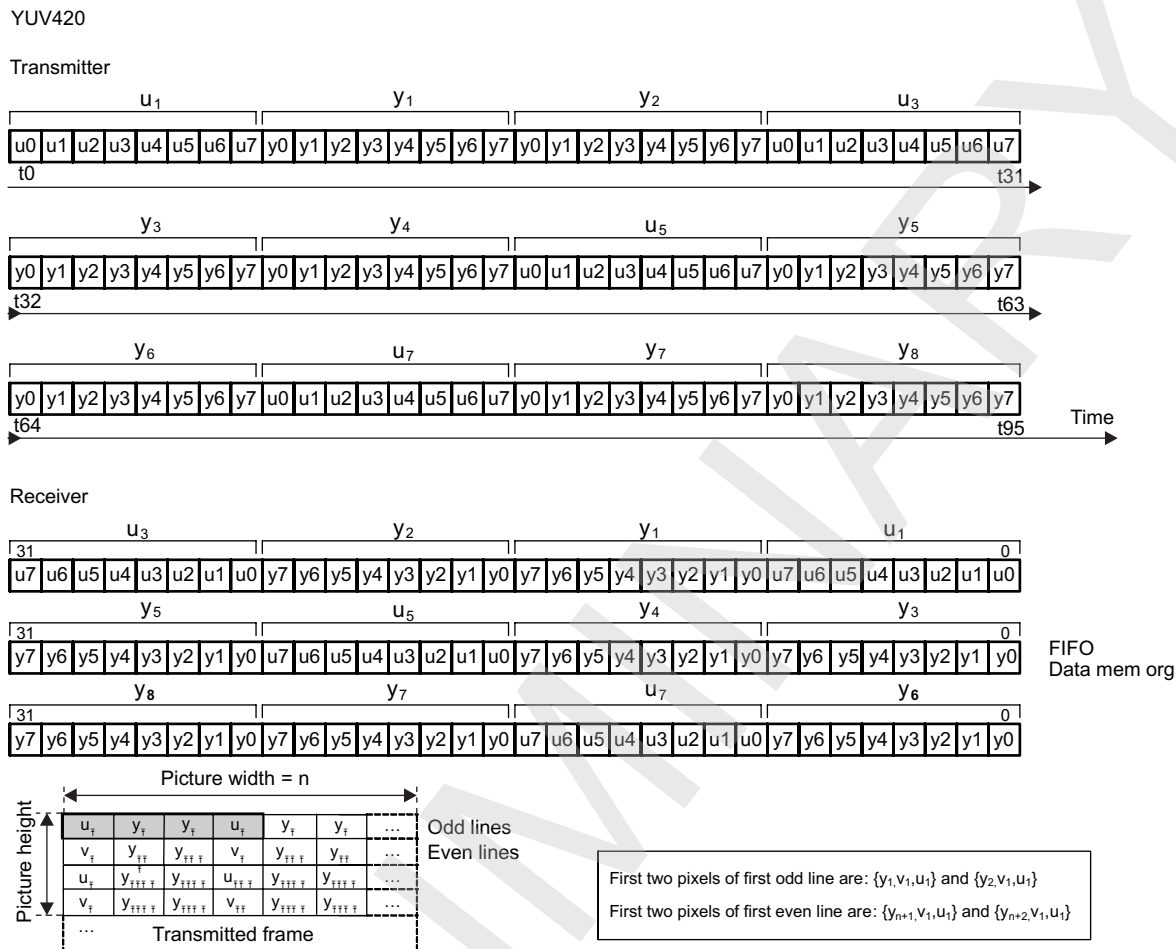 YUV420
Transmitter
u1 y1 y2 u3
u0 u1 u2 u3 u4 u5 u6 u7 y0 y1 y2 y3 y4 y5 y6 y7 y0 y1 y2 y3 y4 y5 y6 y7 u0 u1 u2 u3 u4 u5 u6 u7
t0 t31
y3 y4 u5 y5
y0 y1 y2 y3 y4 y5 y6 y7 y0 y1 y2 y3 y4 y5 y6 y7 u0 u1 u2 u3 u4 u5 u6 u7 y0 y1 y2 y3 y4 y5 y6 y7
t32 t63
y6 u7 y7 y8
y0 y1 y2 y3 y4 y5 y6 y7 u0 u1 u2 u3 u4 u5 u6 u7 y0 y1 y2 y3 y4 y5 y6 y7 y0 y1 y2 y3 y4 y5 y6 y7
t64 t95 Time
Receiver
u3 y2 y1 u1
31 0
u7 u6 u5 u4 u3 u2 u1 u0 y7 y6 y5 y4 y3 y2 y1 y0 y7 y6 y5 y4 y3 y2 y1 y0 u7 u6 u5 u4 u3 u2 u1 u0
y5 u5 y4 y3
31 0
y7 y6 y5 y4 y3 y2 y1 y0 u7 u6 u5 u4 u3 u2 u1 u0 y7 y6 y5 y4 y3 y2 y1 y0 y7 y6 y5 y4 y3 y2 y1 y0
FIFO
Data mem org
y8 y7 u7 y6
31 0
y7 y6 y5 y4 y3 y2 y1 y0 y7 y6 y5 y4 y3 y2 y1 y0 u7 u6 u5 u4 u3 u2 u1 u0 y7 y6 y5 y4 y3 y2 y1 y0
Picture width = n
Picture height
u y y u y y ... Odd lines
v y y v y y ... Even lines
u y y u y y ...
v y y v y y ...
... Transmitted frame
First two pixels of first odd line are: {y1,v1,u1} and {y2,v1,u1}
First two pixels of first even line are: {yn+1,v1,u1} and {yn+2,v1,u1}
IMINARY